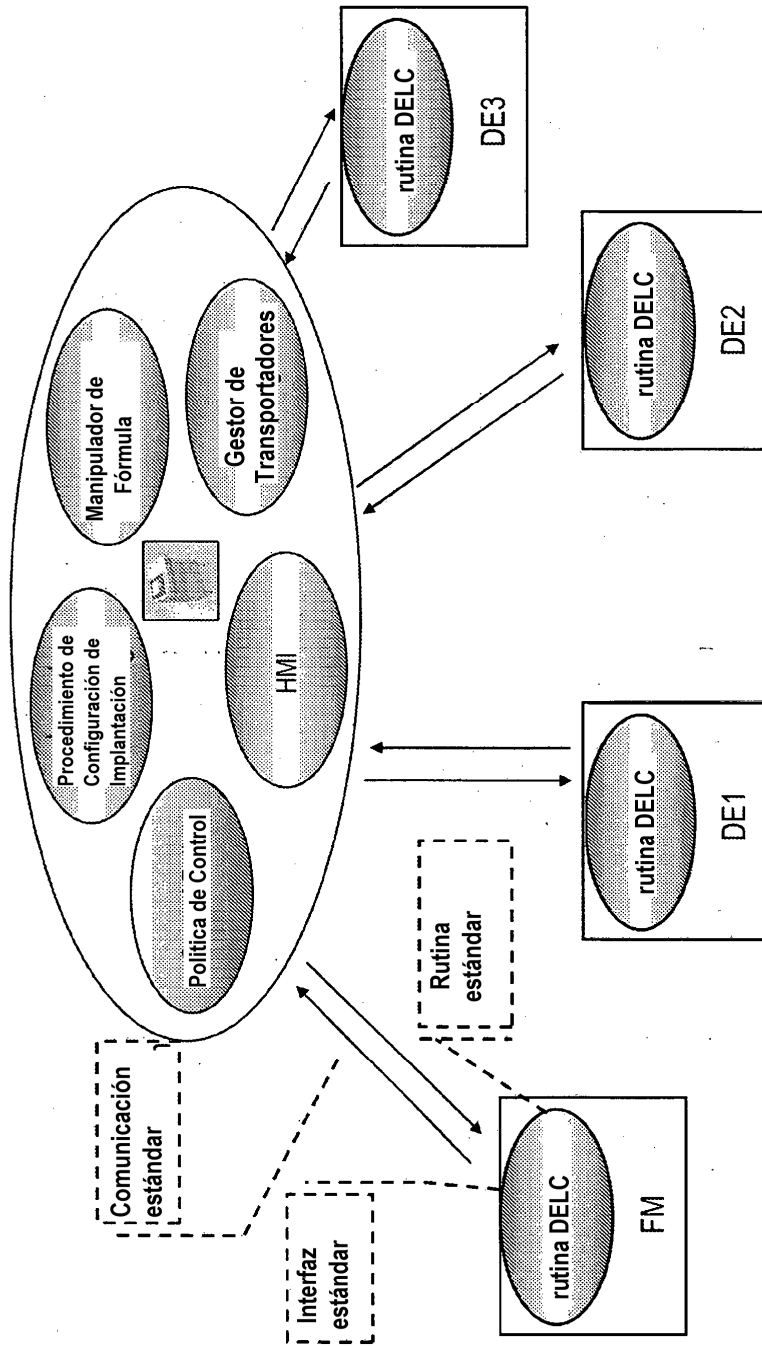 Comunicación
estándar
Interfaz
estándar
Rutina
estándar
Política de Control
Procedimiento de
Configuración de
Implantación
Manipulador de
Fórmula
HMI
Gestor de
Transportadores
rutina DELC
FM
rutina DELC
DE1
rutina DELC
DE2
rutina DELC
DE3